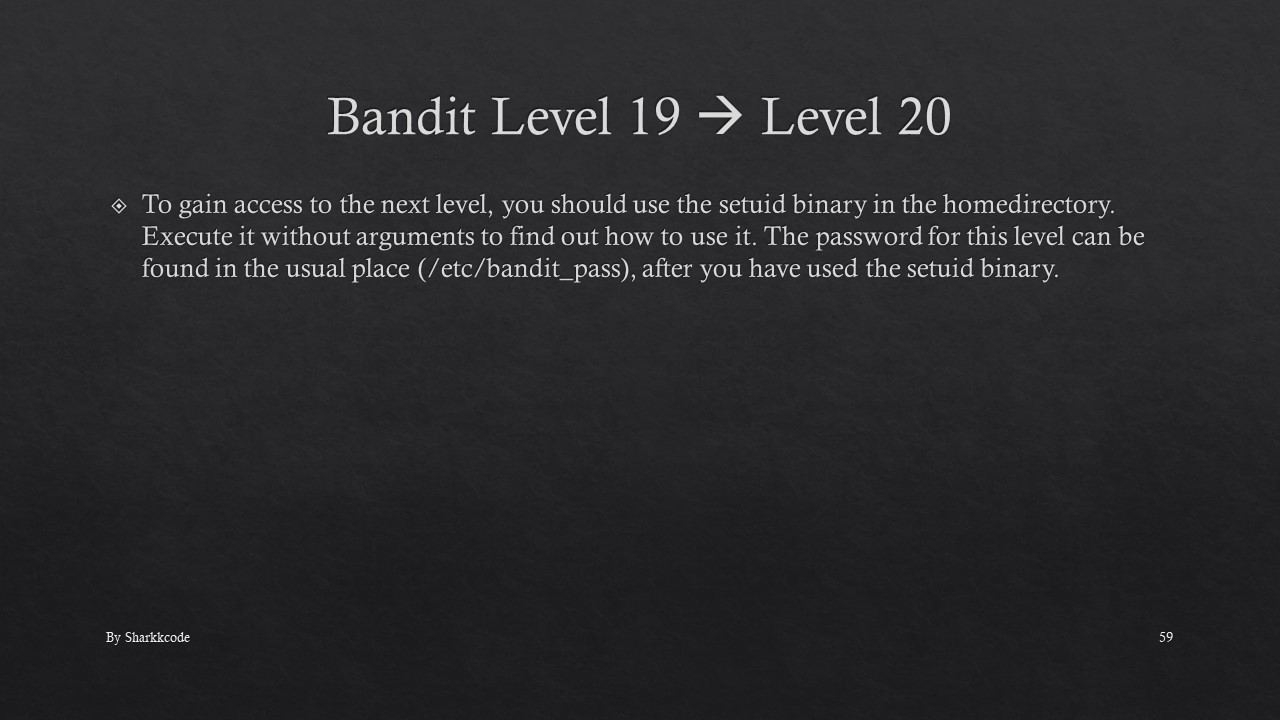 Bandit Level 19 → Level 20
To gain access to the next level, you should use the setuid binary in the homedirectory.
Execute it without arguments to find out how to use it. The password for this level can be
found in the usual place (/etc/bandit_pass), after you have used the setuid binary.
By Sharkkcode
59